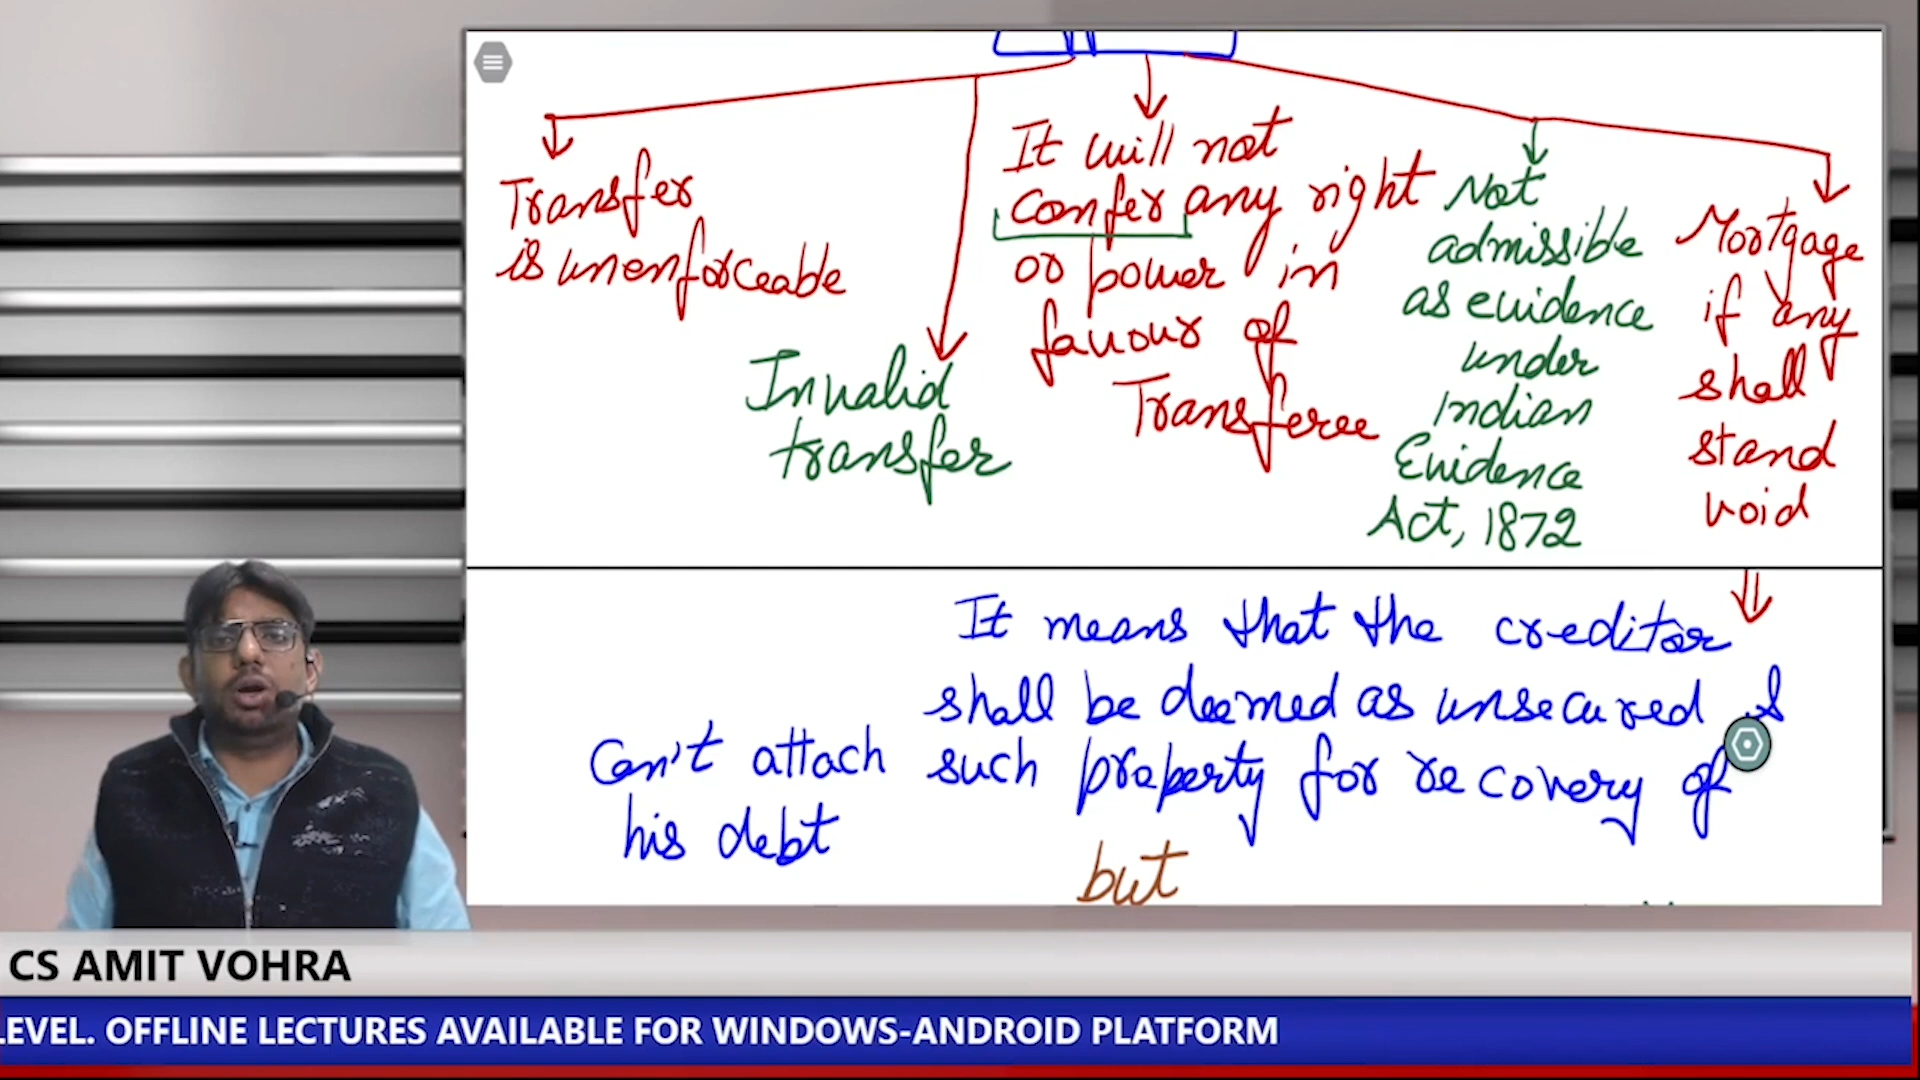 Transfer
is unenforceable
Invalid
transfer
It will not
confer any right
or power in
favour of
Transferee
Not
admissible
as evidence
under
Indian
Evidence
Act, 1872
Mortgage
if any
shall
stand
void
It means that the creditor
shall be deemed as unsecured &
Can't attach such property for recovery of
his debt
but
CS AMIT VOHRA
LEVEL. OFFLINE LECTURES AVAILABLE FOR WINDOWS-ANDROID PLATFORM